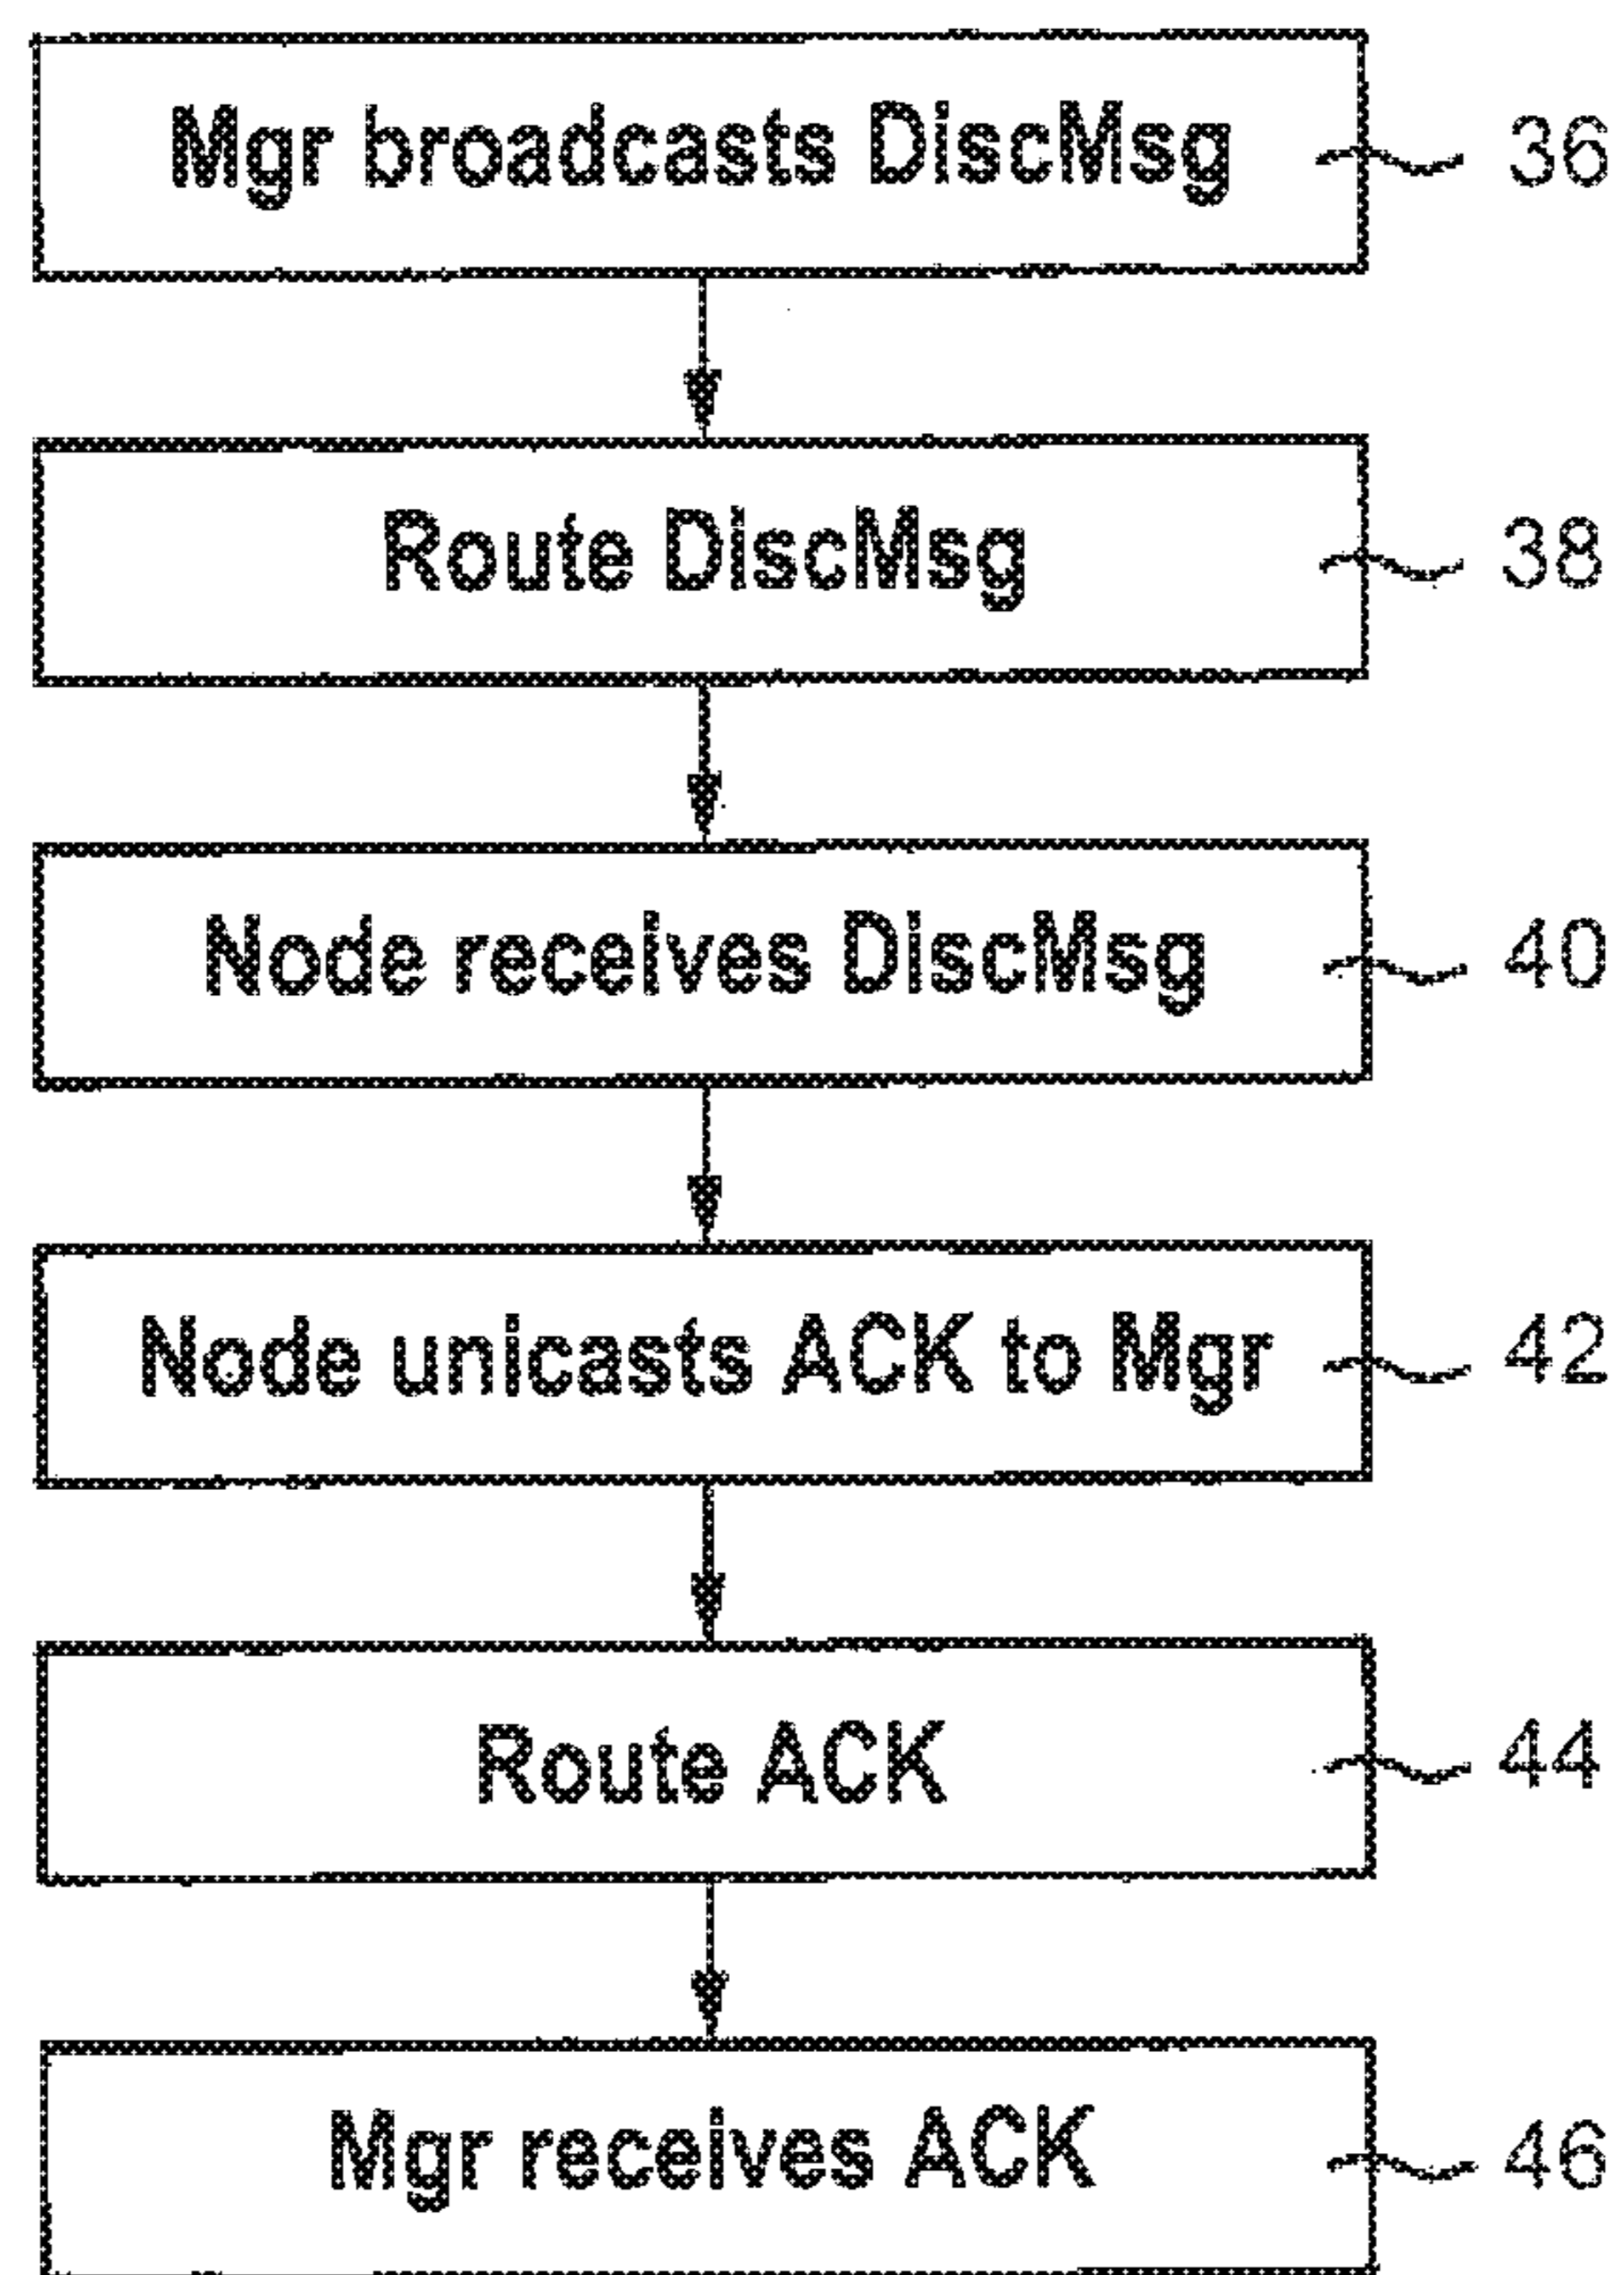 Mgr broadcasts DiscMsg 36
Route DiscMsg 38
Node receives DiscMsg 40
Node unicasts ACK to Mgr 42
Route ACK 44
Mgr receives ACK 46